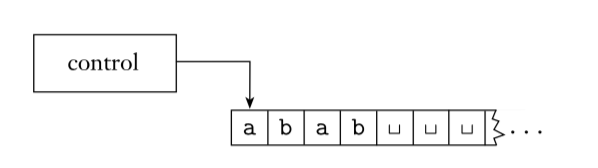 control
a b a b ␣ ␣ ␣ ...